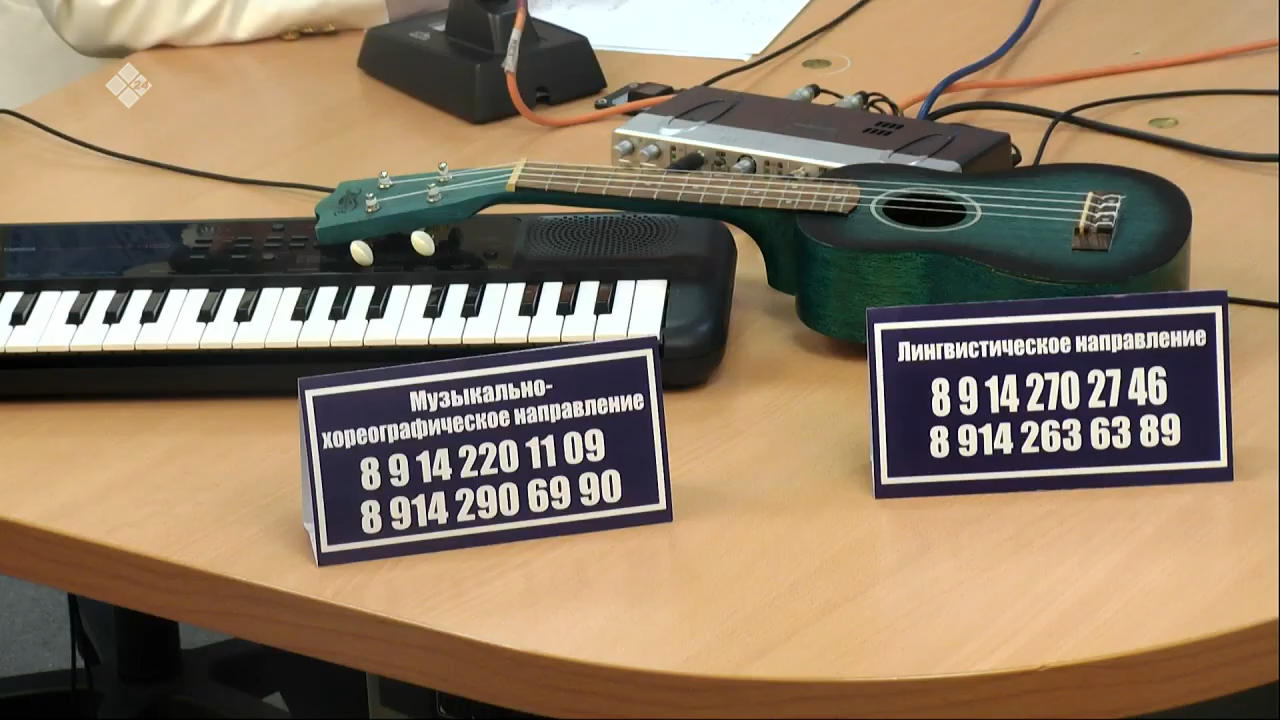 24
Музыкально-
хореографическое направление
8 9 14 220 11 09
8 914 290 69 90
Лингвистическое направление
8 9 14 270 27 46
8 914 263 63 89